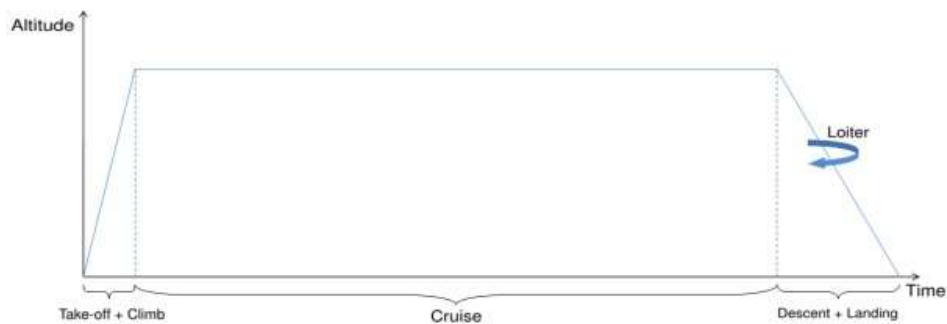 Altitude
Loiter
Time
Take-off + Climb
Cruise
Descent + Landing